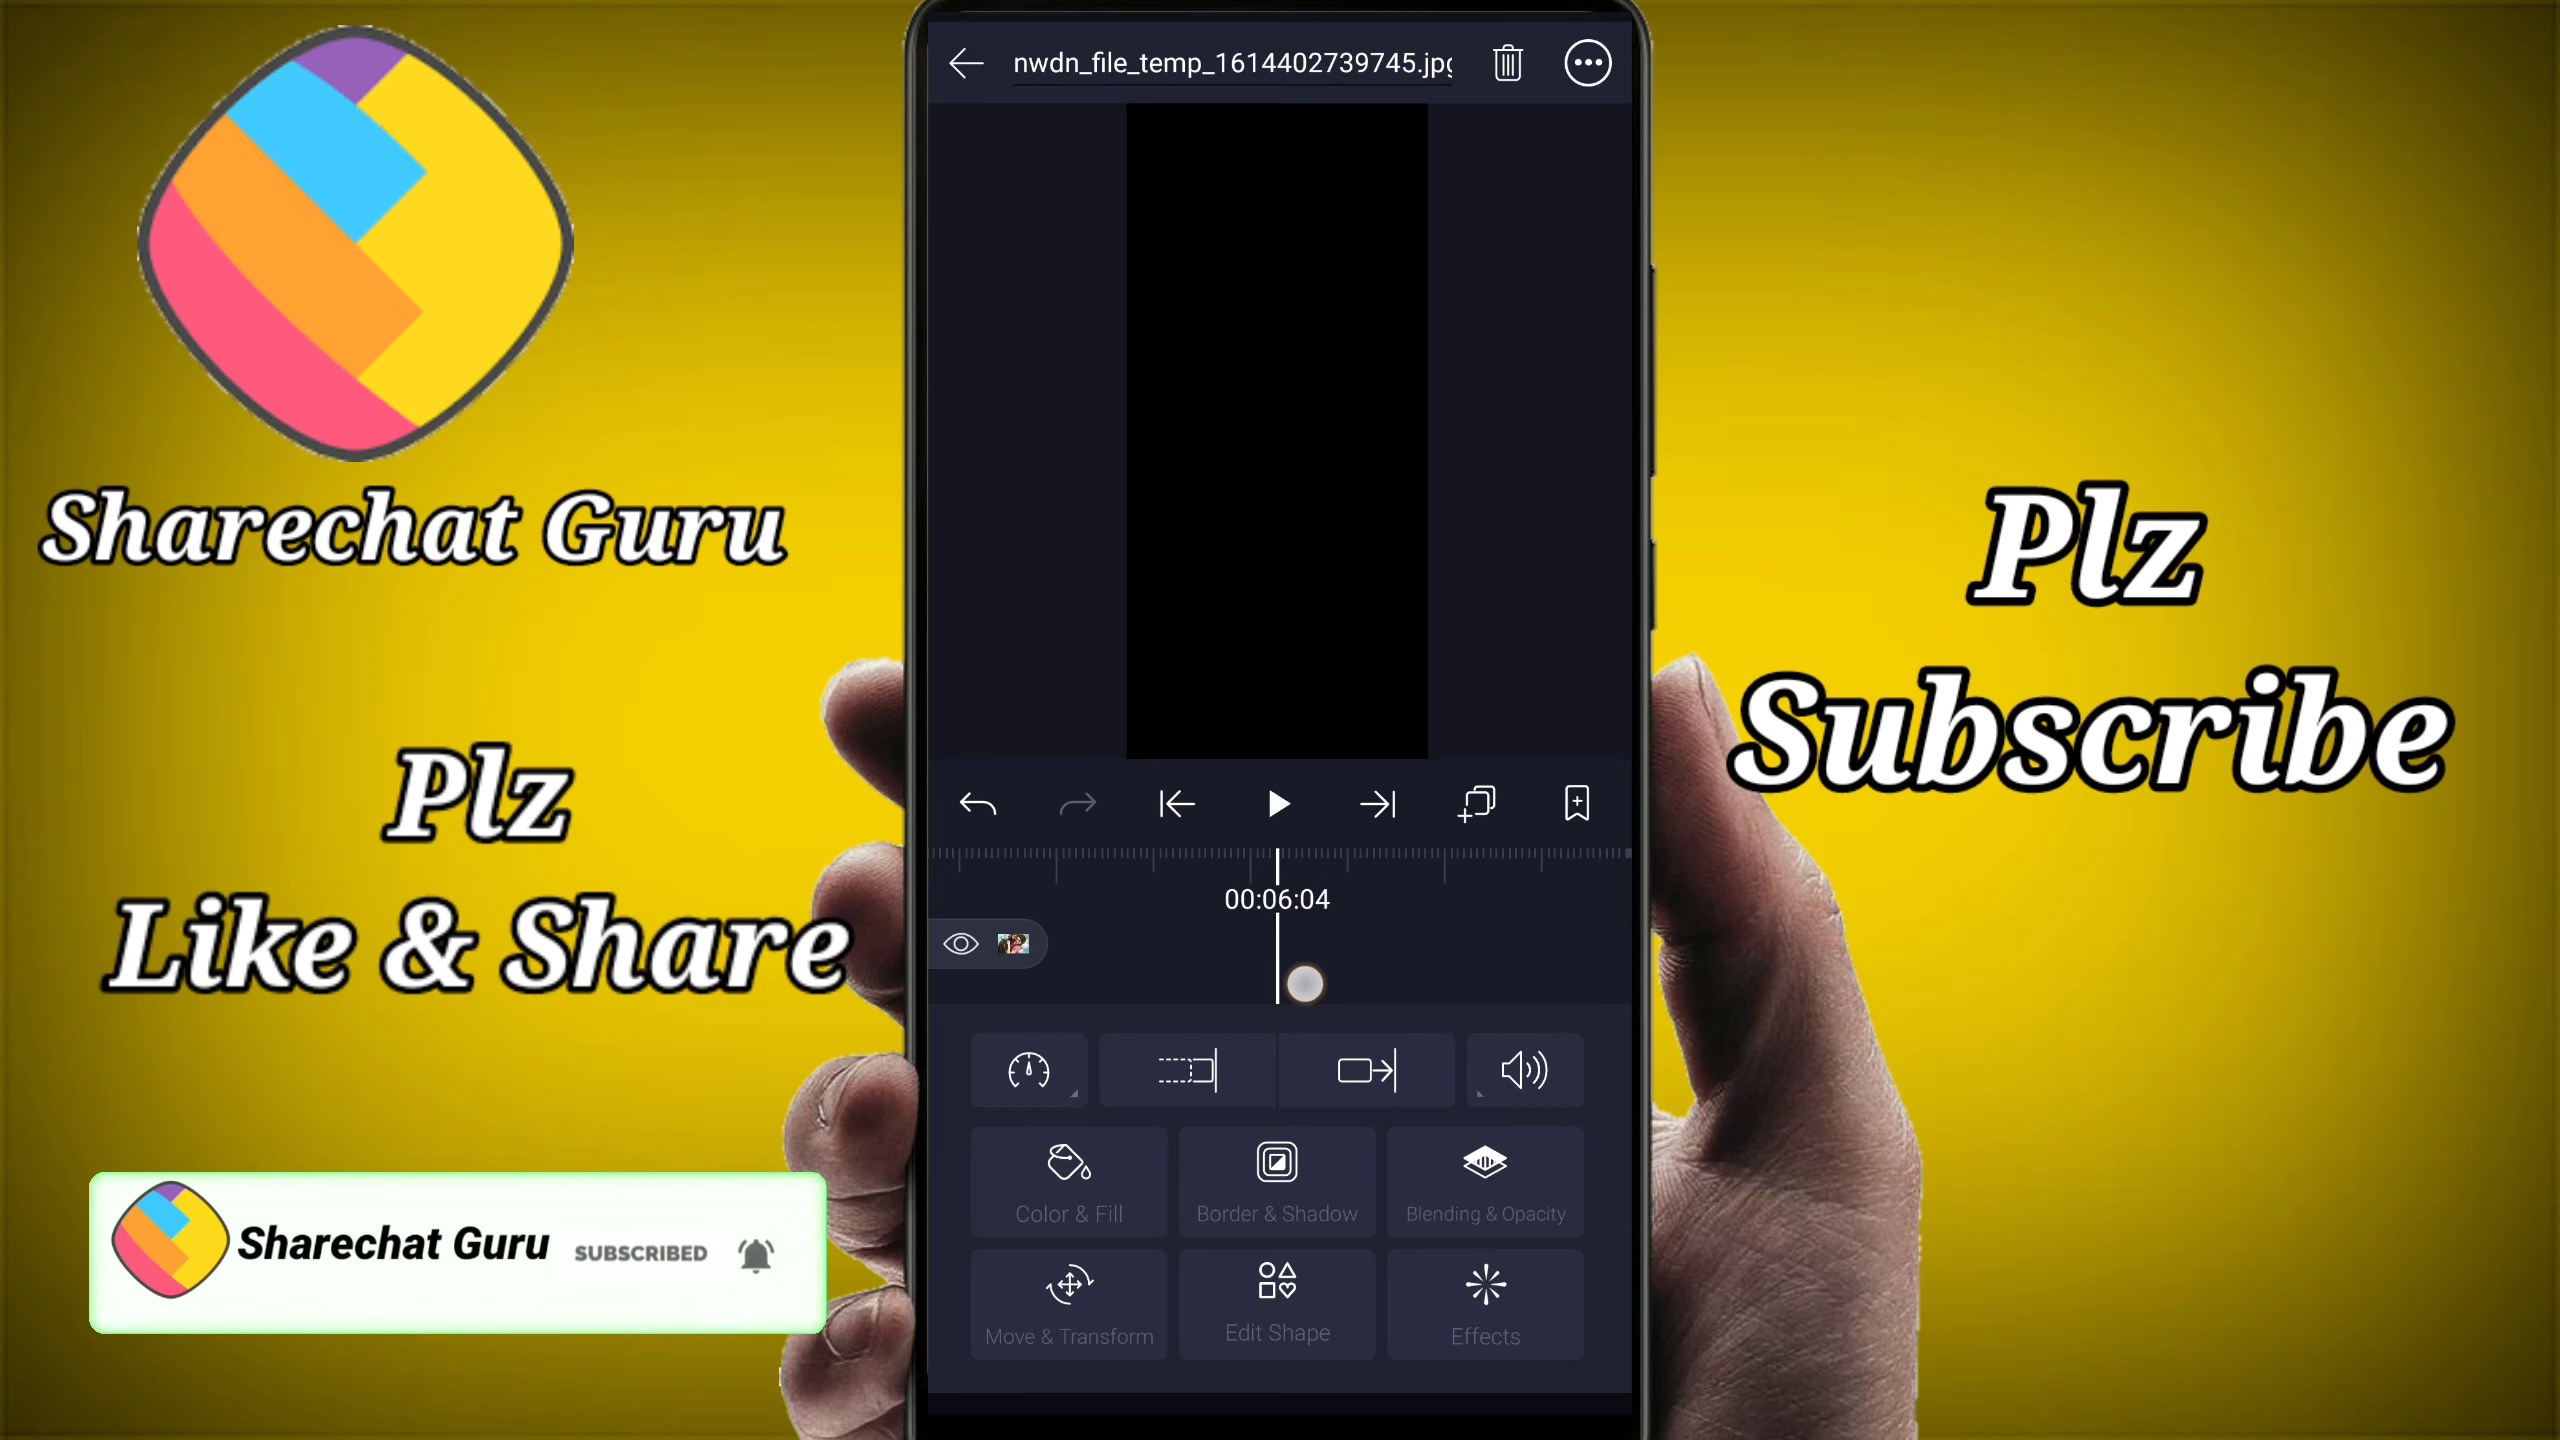 nwdn_file_temp_1614402739745.jpg
Sharechat Guru
Plz
Like & Share
Plz
Subscribe
00:06:04
Color & Fill
Border & Shadow
Blending & Opacity
Move & Transform
Edit Shape
Effects
Sharechat Guru SUBSCRIBED